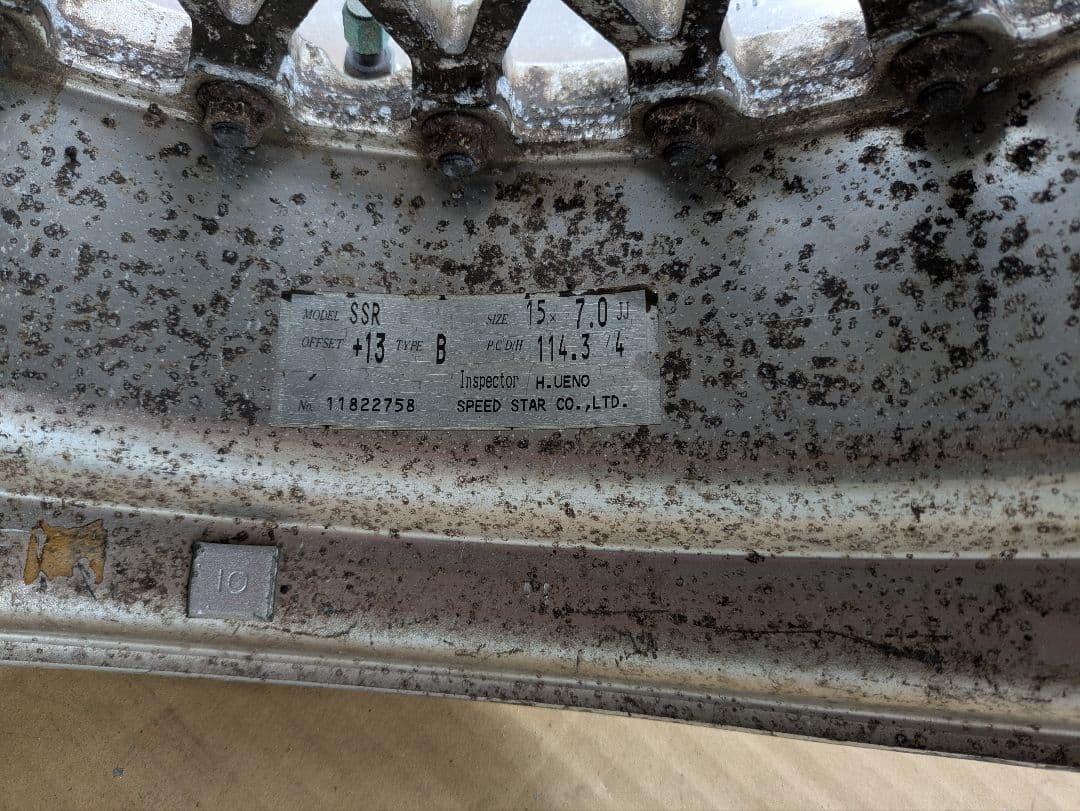 MODEL SSR SIZE 15 x 7.0 JJ
OFFSET +13 TYPE B P.C.D/H 114.3 / 4
Inspector H.UENO
No. 11822758 SPEED STAR CO.,LTD.
10